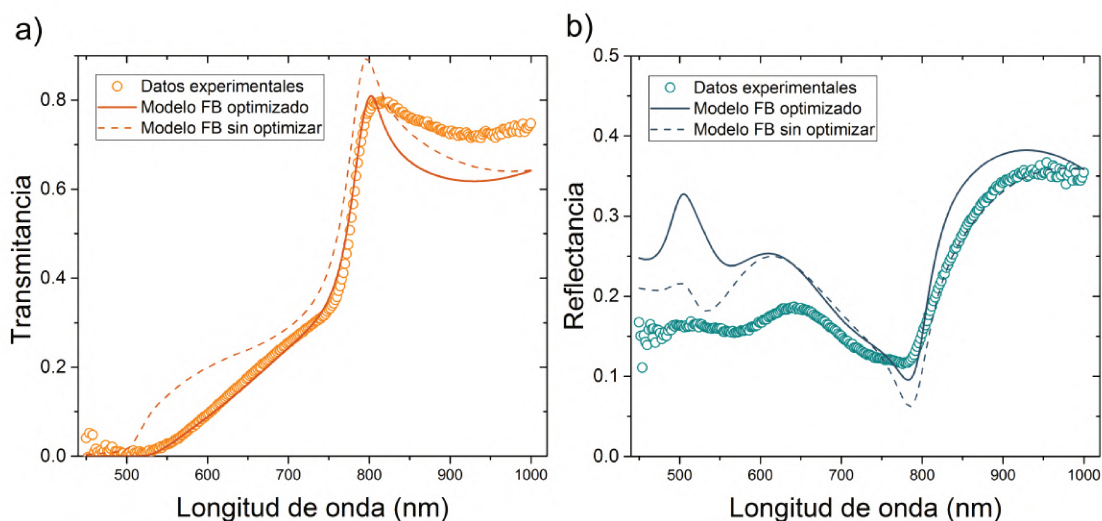 a)
Transmitancia
0.8
0.6
0.4
0.2
0.0
Datos experimentales
Modelo FB optimizado
Modelo FB sin optimizar
500 600 700 800 900 1000
Longitud de onda (nm)
b)
Reflectancia
0.5
0.4
0.3
0.2
0.1
0.0
Datos experimentales
Modelo FB optimizado
Modelo FB sin optimizar
500 600 700 800 900 1000
Longitud de onda (nm)